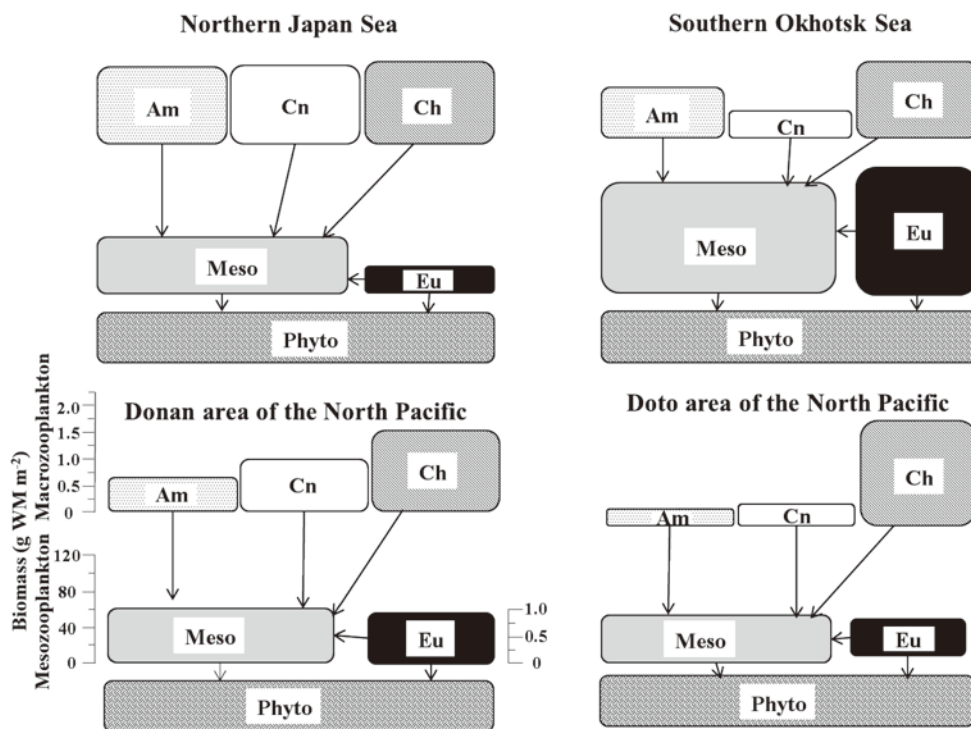 Northern Japan Sea
Am
Cn
Ch
Meso
Eu
Phyto
Southern Okhotsk Sea
Am
Cn
Ch
Meso
Eu
Phyto
Biomass (g WM m⁻²)
Macrozooplankton
2.0
1.5
1.0
0.5
0
Mesozooplankton
120
80
40
0
Donan area of the North Pacific
Am
Cn
Ch
Meso
Eu
1.0
0.5
0
Phyto
Doto area of the North Pacific
Am
Cn
Ch
Meso
Eu
Phyto